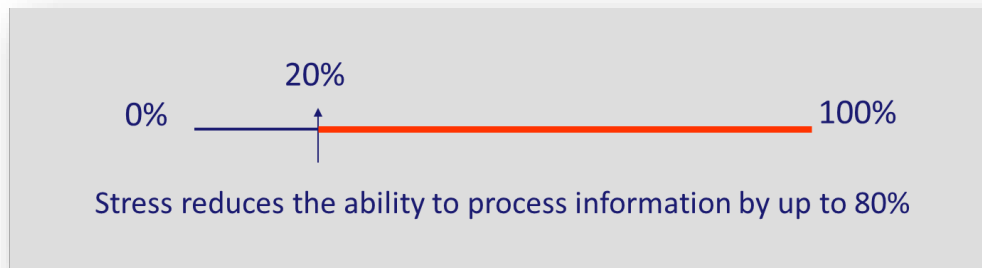 20%
0%
100%
Stress reduces the ability to process information by up to 80%